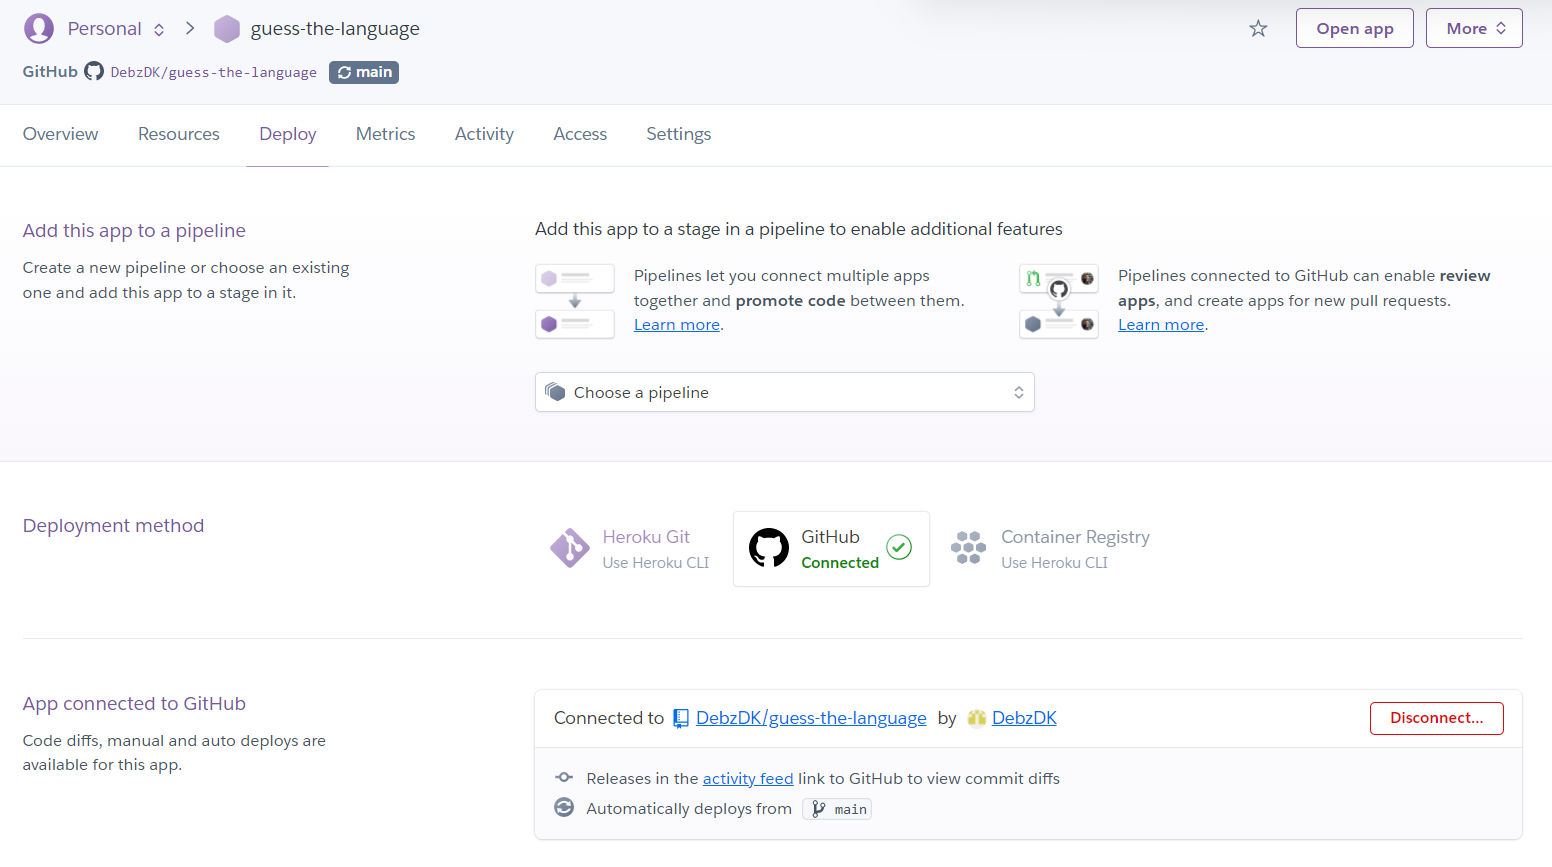 Personal guess-the-language Open app More
GitHub DebzDK/guess-the-language main
Overview Resources Deploy Metrics Activity Access Settings
Add this app to a pipeline
Create a new pipeline or choose an existing
one and add this app to a stage in it.
Add this app to a stage in a pipeline to enable additional features
Pipelines let you connect multiple apps
together and promote code between them.
Learn more.
Pipelines connected to GitHub can enable review
apps, and create apps for new pull requests.
Learn more.
Choose a pipeline
Deployment method
Heroku Git
Use Heroku CLI
GitHub
Connected
Container Registry
Use Heroku CLI
App connected to GitHub
Code diffs, manual and auto deploys are
available for this app.
Connected to DebzDK/guess-the-language by DebzDK Disconnect...
Releases in the activity feed link to GitHub to view commit diffs
Automatically deploys from main